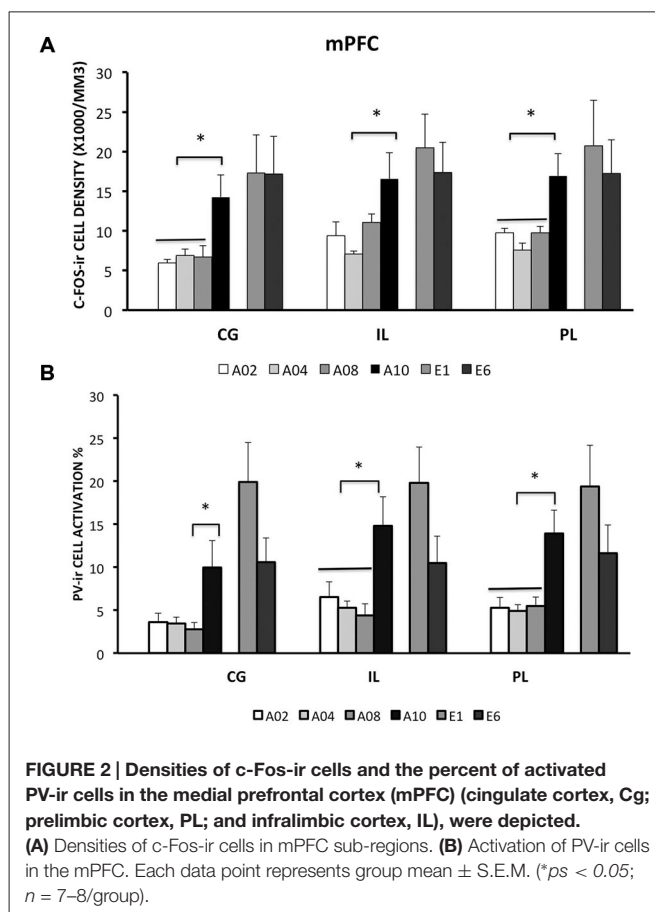 A
mPFC
C-FOS-ir CELL DENSITY (X1000/MM3)
30
25
20
15
10
5
0
*
*
*
CG
IL
PL
A02 A04 A08 A10 E1 E6
B
PV-ir CELL ACTIVATION %
30
25
20
15
10
5
0
*
*
*
CG
IL
PL
A02 A04 A08 A10 E1 E6
FIGURE 2 | Densities of c-Fos-ir cells and the percent of activated
PV-ir cells in the medial prefrontal cortex (mPFC) (cingulate cortex, Cg;
prelimbic cortex, PL; and infralimbic cortex, IL), were depicted.
(A) Densities of c-Fos-ir cells in mPFC sub-regions. (B) Activation of PV-ir cells
in the mPFC. Each data point represents group mean ± S.E.M. (*ps < 0.05;
n = 7–8/group).